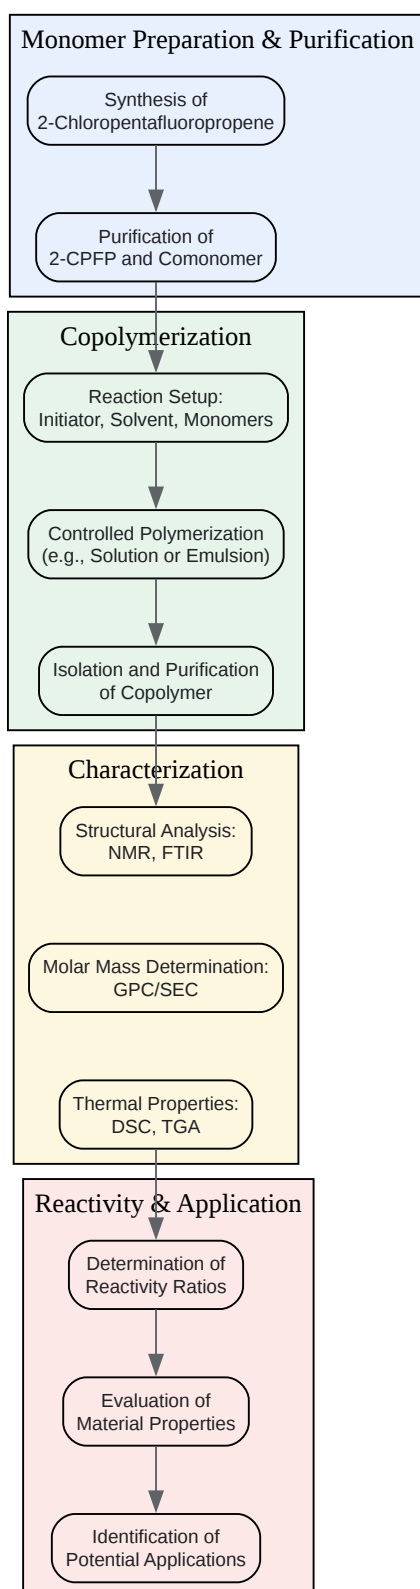 Monomer Preparation & Purification
Synthesis of
2-Chloropentafluoropropene
Purification of
2-CPFP and Comonomer
Copolymerization
Reaction Setup:
Initiator, Solvent, Monomers
Controlled Polymerization
(e.g., Solution or Emulsion)
Isolation and Purification
of Copolymer
Characterization
Structural Analysis:
NMR, FTIR
Molar Mass Determination:
GPC/SEC
Thermal Properties:
DSC, TGA
Reactivity & Application
Determination of
Reactivity Ratios
Evaluation of
Material Properties
Identification of
Potential Applications